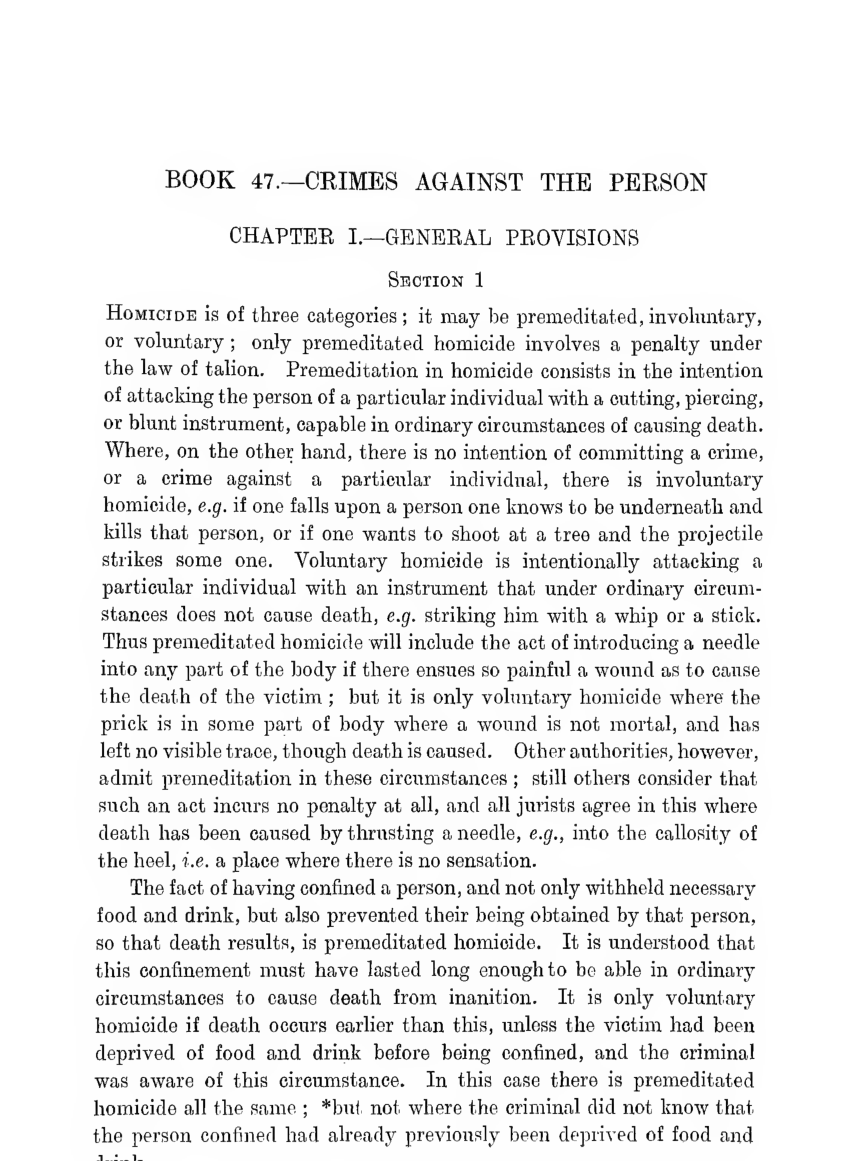 BOOK 47.—CRIMES AGAINST THE PERSON
CHAPTER I.—GENERAL PROVISIONS
SECTION 1
HOMICIDE is of three categories; it may be premeditated, involuntary,
or voluntary; only premeditated homicide involves a penalty under
the law of talion. Premeditation in homicide consists in the intention
of attacking the person of a particular individual with a cutting, piercing,
or blunt instrument, capable in ordinary circumstances of causing death.
Where, on the other hand, there is no intention of committing a crime,
or a crime against a particular individual, there is involuntary
homicide, e.g. if one falls upon a person one knows to be underneath and
kills that person, or if one wants to shoot at a tree and the projectile
strikes some one. Voluntary homicide is intentionally attacking a
particular individual with an instrument that under ordinary circum-
stances does not cause death, e.g. striking him with a whip or a stick.
Thus premeditated homicide will include the act of introducing a needle
into any part of the body if there ensues so painful a wound as to cause
the death of the victim; but it is only voluntary homicide where the
prick is in some part of body where a wound is not mortal, and has
left no visible trace, though death is caused. Other authorities, however,
admit premeditation in these circumstances; still others consider that
such an act incurs no penalty at all, and all jurists agree in this where
death has been caused by thrusting a needle, e.g., into the callosity of
the heel, i.e. a place where there is no sensation.
The fact of having confined a person, and not only withheld necessary
food and drink, but also prevented their being obtained by that person,
so that death results, is premeditated homicide. It is understood that
this confinement must have lasted long enough to be able in ordinary
circumstances to cause death from inanition. It is only voluntary
homicide if death occurs earlier than this, unless the victim had been
deprived of food and drink before being confined, and the criminal
was aware of this circumstance. In this case there is premeditated
homicide all the same; *but not where the criminal did not know that
the person confined had already previously been deprived of food and